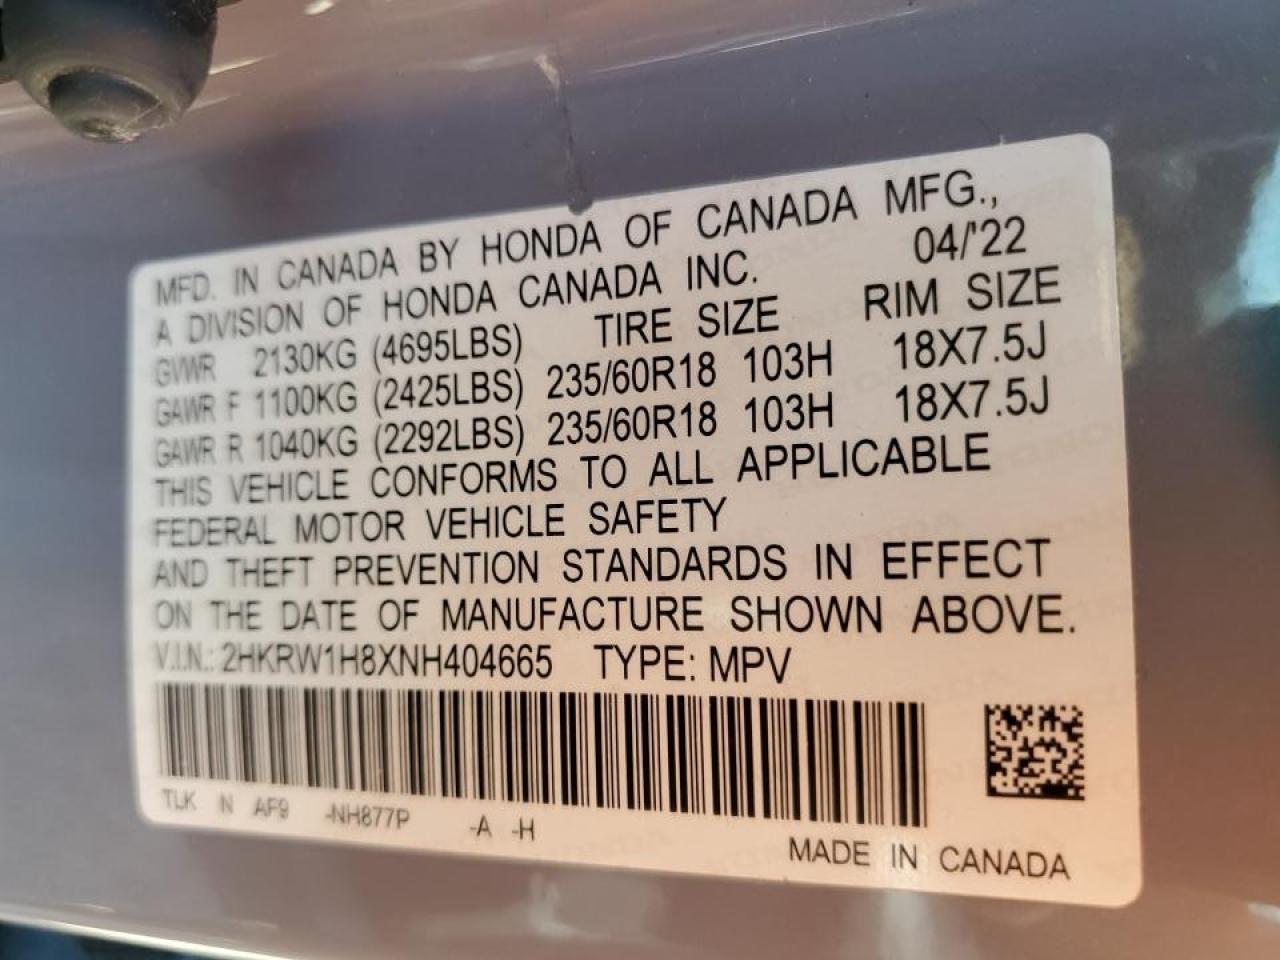 MFD. IN CANADA BY HONDA OF CANADA MFG.,
A DIVISION OF HONDA CANADA INC. 04/'22
GVWR 2130KG (4695LBS) TIRE SIZE RIM SIZE
GAWR F 1100KG (2425LBS) 235/60R18 103H 18X7.5J
GAWR R 1040KG (2292LBS) 235/60R18 103H 18X7.5J
THIS VEHICLE CONFORMS TO ALL APPLICABLE
FEDERAL MOTOR VEHICLE SAFETY
AND THEFT PREVENTION STANDARDS IN EFFECT
ON THE DATE OF MANUFACTURE SHOWN ABOVE.
V.I.N.: 2HKRW1H8XNH404665 TYPE: MPV
TLK N AF9 -NH877P -A -H
MADE IN CANADA